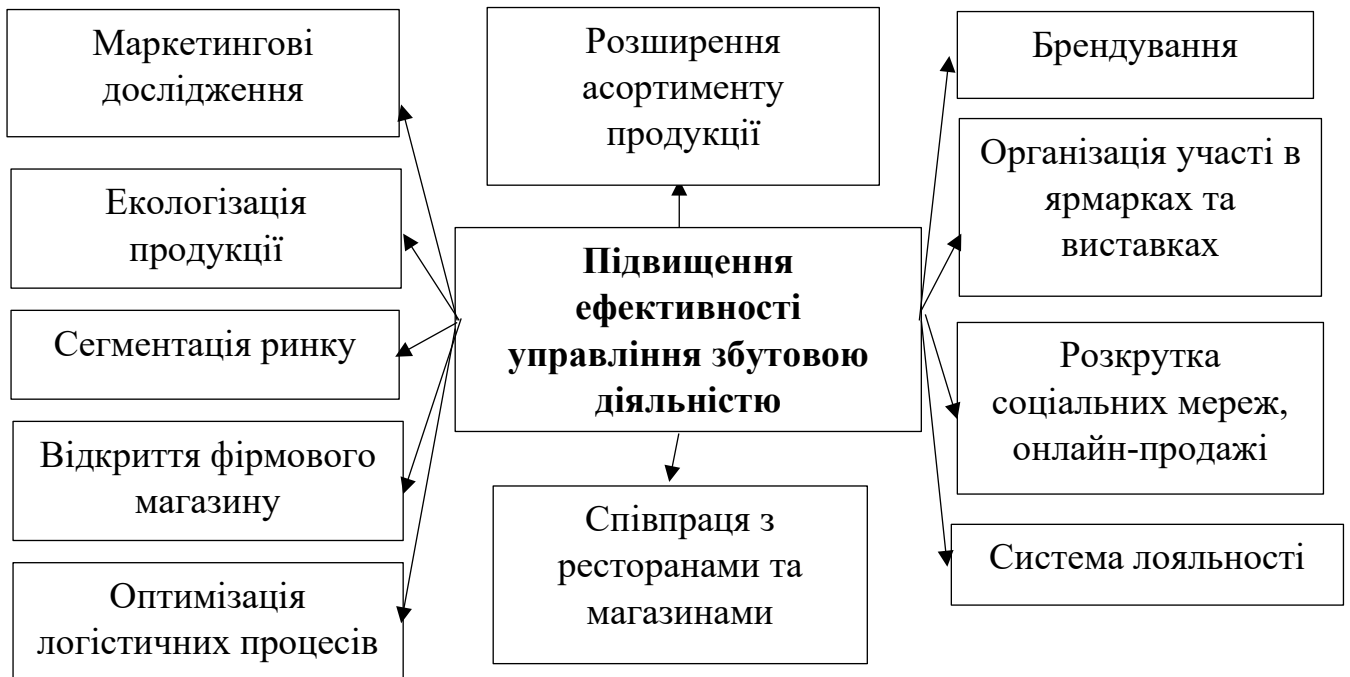 Маркетингові
дослідження
Екологізація
продукції
Сегментація ринку
Відкриття фірмового
магазину
Оптимізація
логістичних процесів
Розширення
асортименту
продукції
Підвищення
ефективності
управління збутовою
діяльністю
Співпраця з
ресторанами та
магазинами
Брендування
Організація участі в
ярмарках та
виставках
Розкрутка
соціальних мереж,
онлайн-продажі
Система лояльності